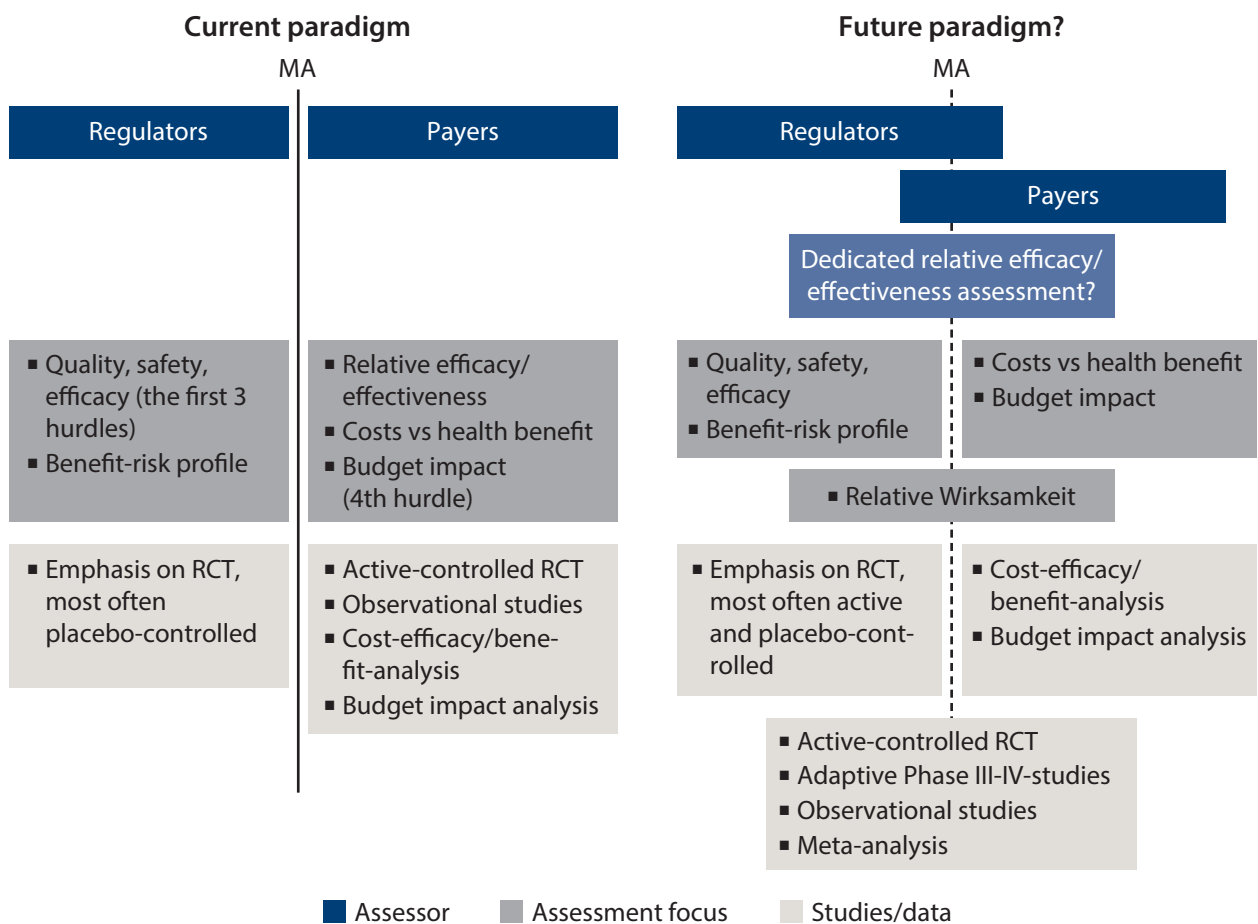 Current paradigm
MA
Regulators
Payers
■ Quality, safety,
efficacy (the first 3
hurdles)
■ Benefit-risk profile
■ Relative efficacy/
effectiveness
■ Costs vs health benefit
■ Budget impact
(4th hurdle)
■ Emphasis on RCT,
most often
placebo-controlled
■ Active-controlled RCT
■ Observational studies
■ Cost-efficacy/bene-
fit-analysis
■ Budget impact analysis
Future paradigm?
MA
Regulators
Payers
Dedicated relative efficacy/
effectiveness assessment?
■ Quality, safety,
efficacy
■ Benefit-risk profile
■ Costs vs health benefit
■ Budget impact
■ Relative Wirksamkeit
■ Emphasis on RCT,
most often active
and placebo-cont-
rolled
■ Cost-efficacy/
benefit-analysis
■ Budget impact analysis
■ Active-controlled RCT
■ Adaptive Phase III-IV-studies
■ Observational studies
■ Meta-analysis
Assessor
Assessment focus
Studies/data